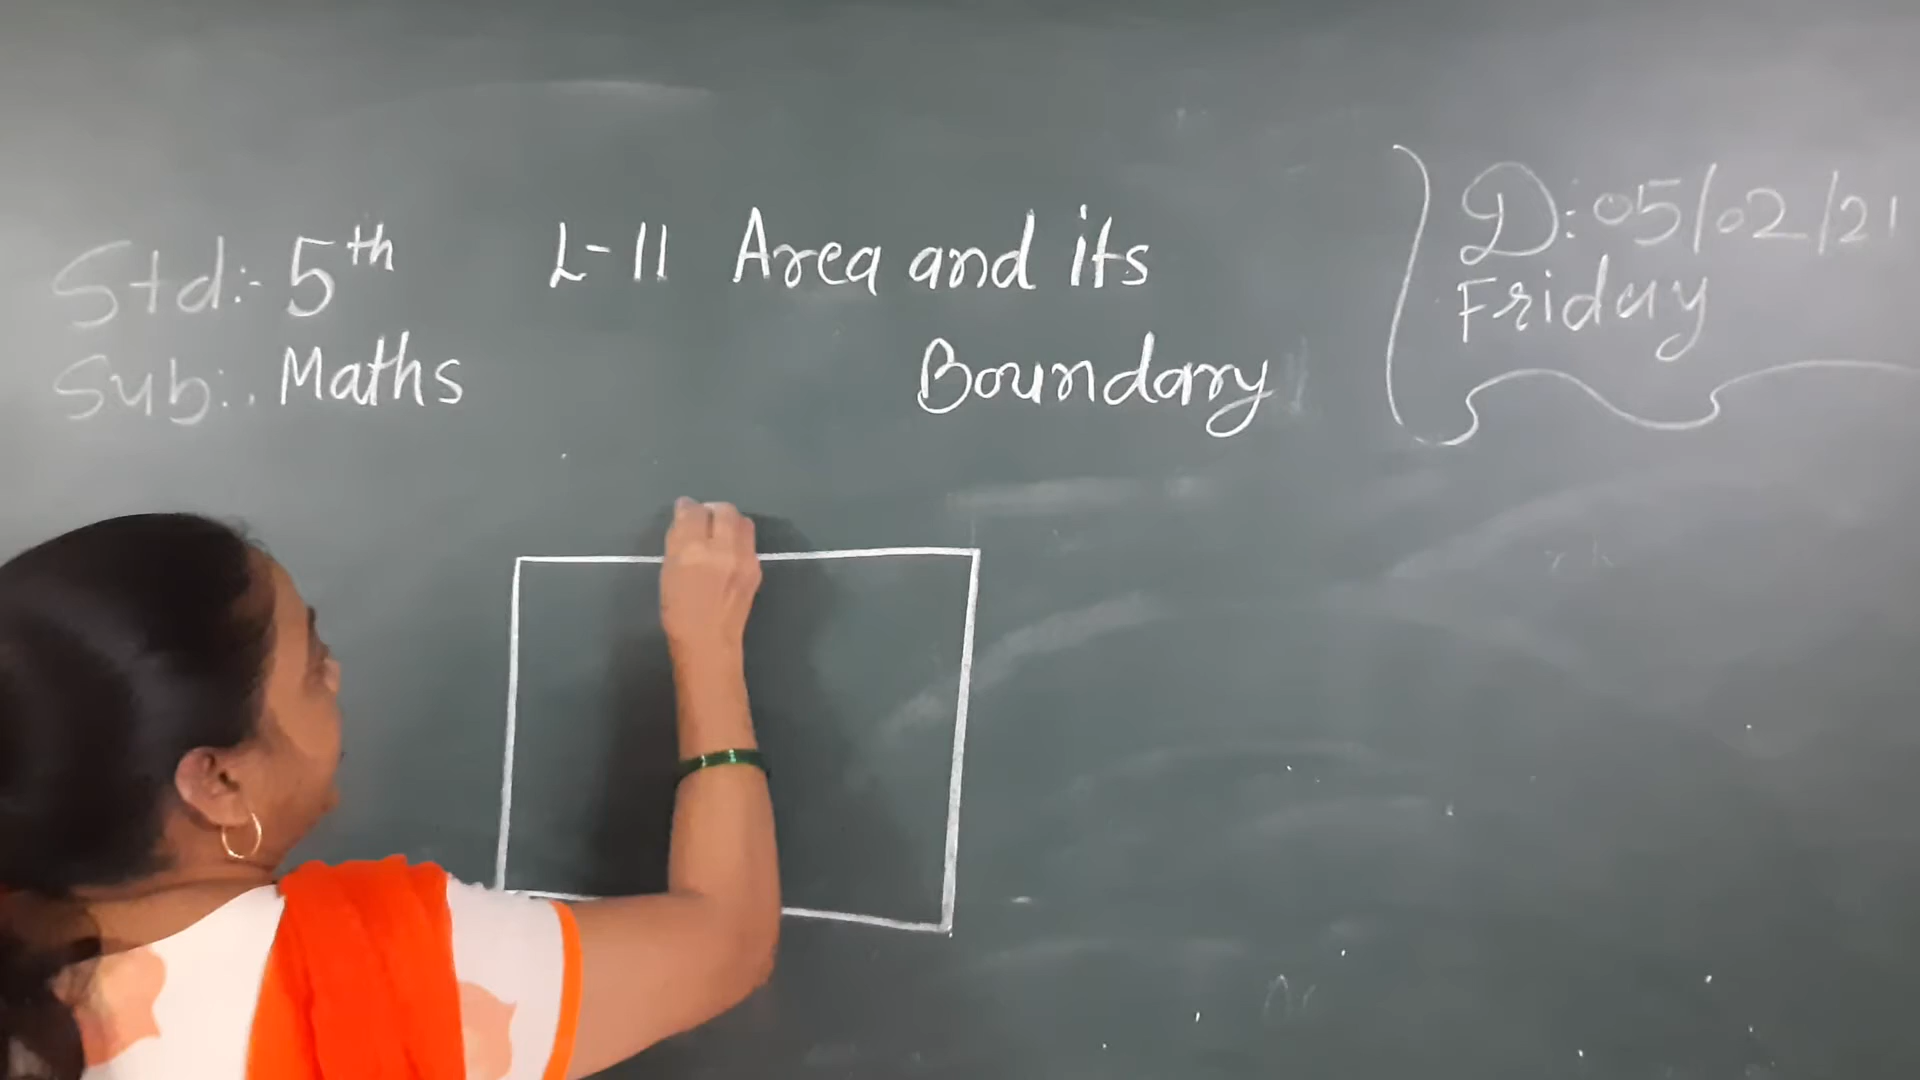 Std:- 5th
Sub:. Maths
L-11 Area and its
Boundary
D: 05/02/21
Friday